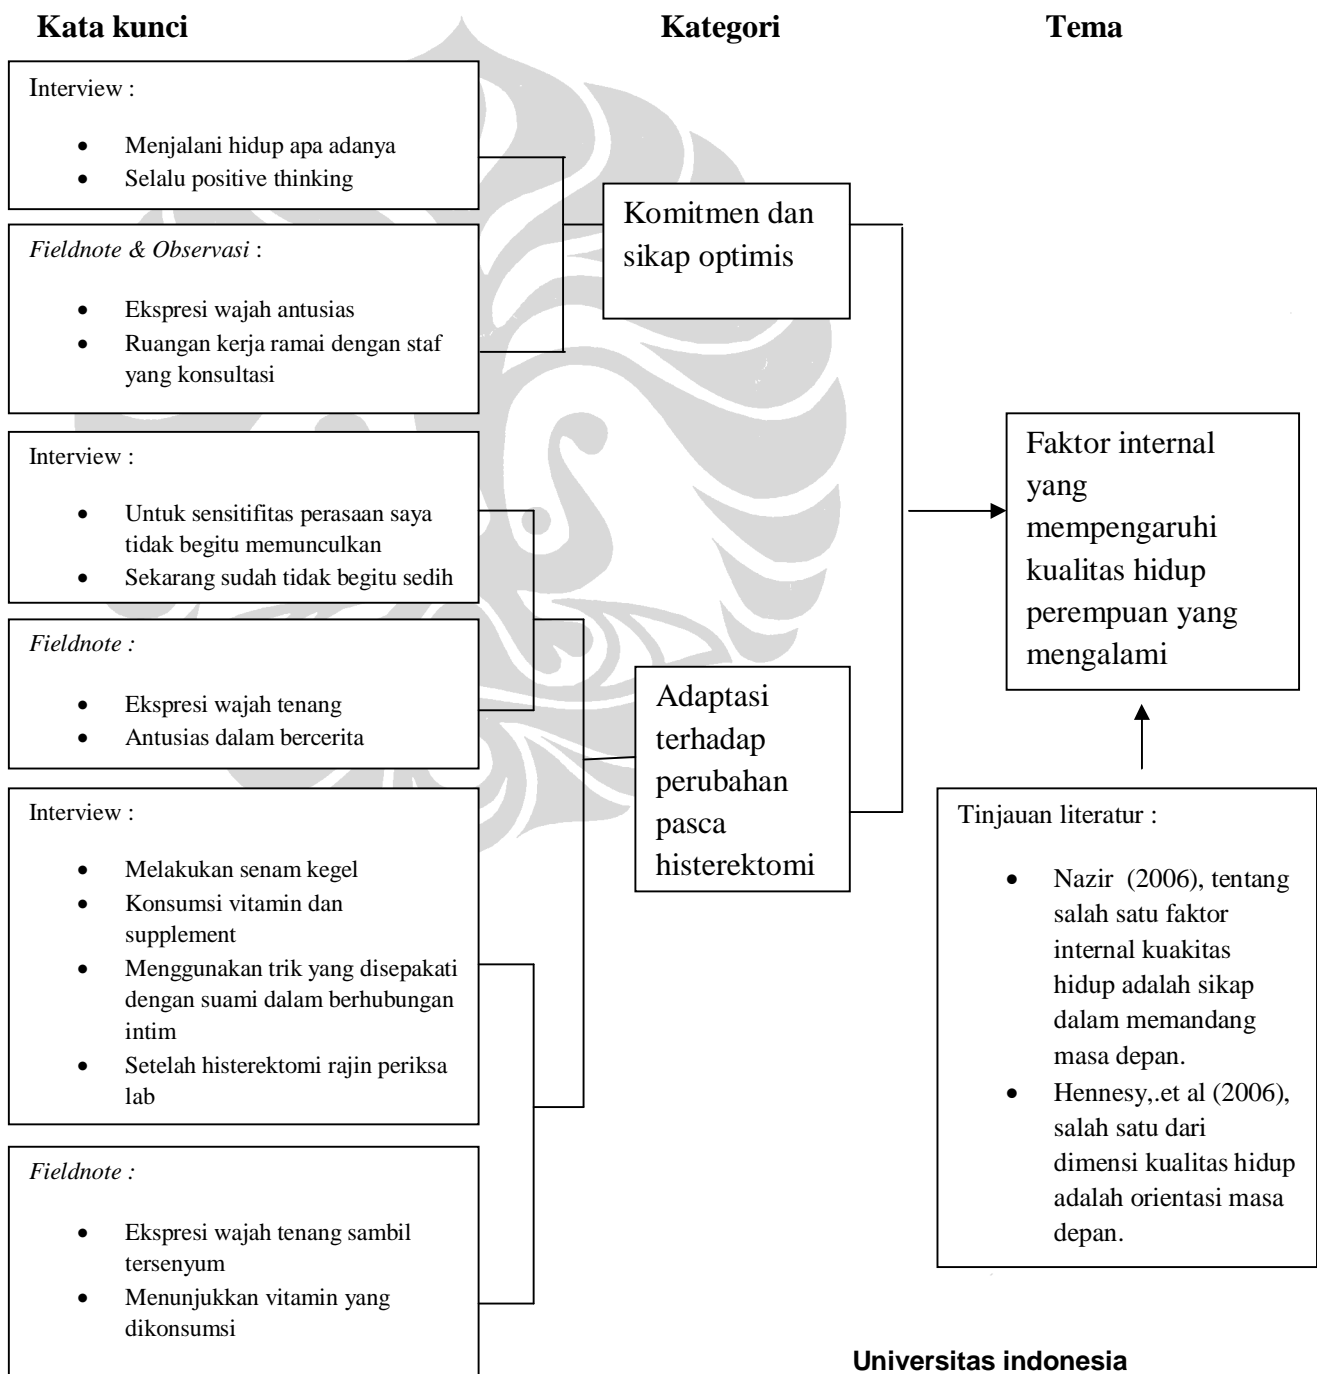 Kata kunci
Kategori
Tema
Interview :
• Menjalani hidup apa adanya
• Selalu positive thinking
Fieldnote & Observasi :
• Ekspresi wajah antusias
• Ruangan kerja ramai dengan staf
yang konsultasi
Interview :
• Untuk sensitifitas perasaan saya
tidak begitu memunculkan
• Sekarang sudah tidak begitu sedih
Fieldnote :
• Ekspresi wajah tenang
• Antusias dalam bercerita
Interview :
• Melakukan senam kegel
• Konsumsi vitamin dan
supplement
• Menggunakan trik yang disepakati
dengan suami dalam berhubungan
intim
• Setelah histerektomi rajin periksa
lab
Fieldnote :
• Ekspresi wajah tenang sambil
tersenyum
• Menunjukkan vitamin yang
dikonsumsi
Komitmen dan
sikap optimis
Adaptasi
terhadap
perubahan
pasca
histerektomi
Faktor internal
yang
mempengaruhi
kualitas hidup
perempuan yang
mengalami
Tinjauan literatur :
• Nazir (2006), tentang
salah satu faktor
internal kuakitas
hidup adalah sikap
dalam memandang
masa depan.
• Hennesy,.et al (2006),
salah satu dari
dimensi kualitas hidup
adalah orientasi masa
depan.
Universitas indonesia